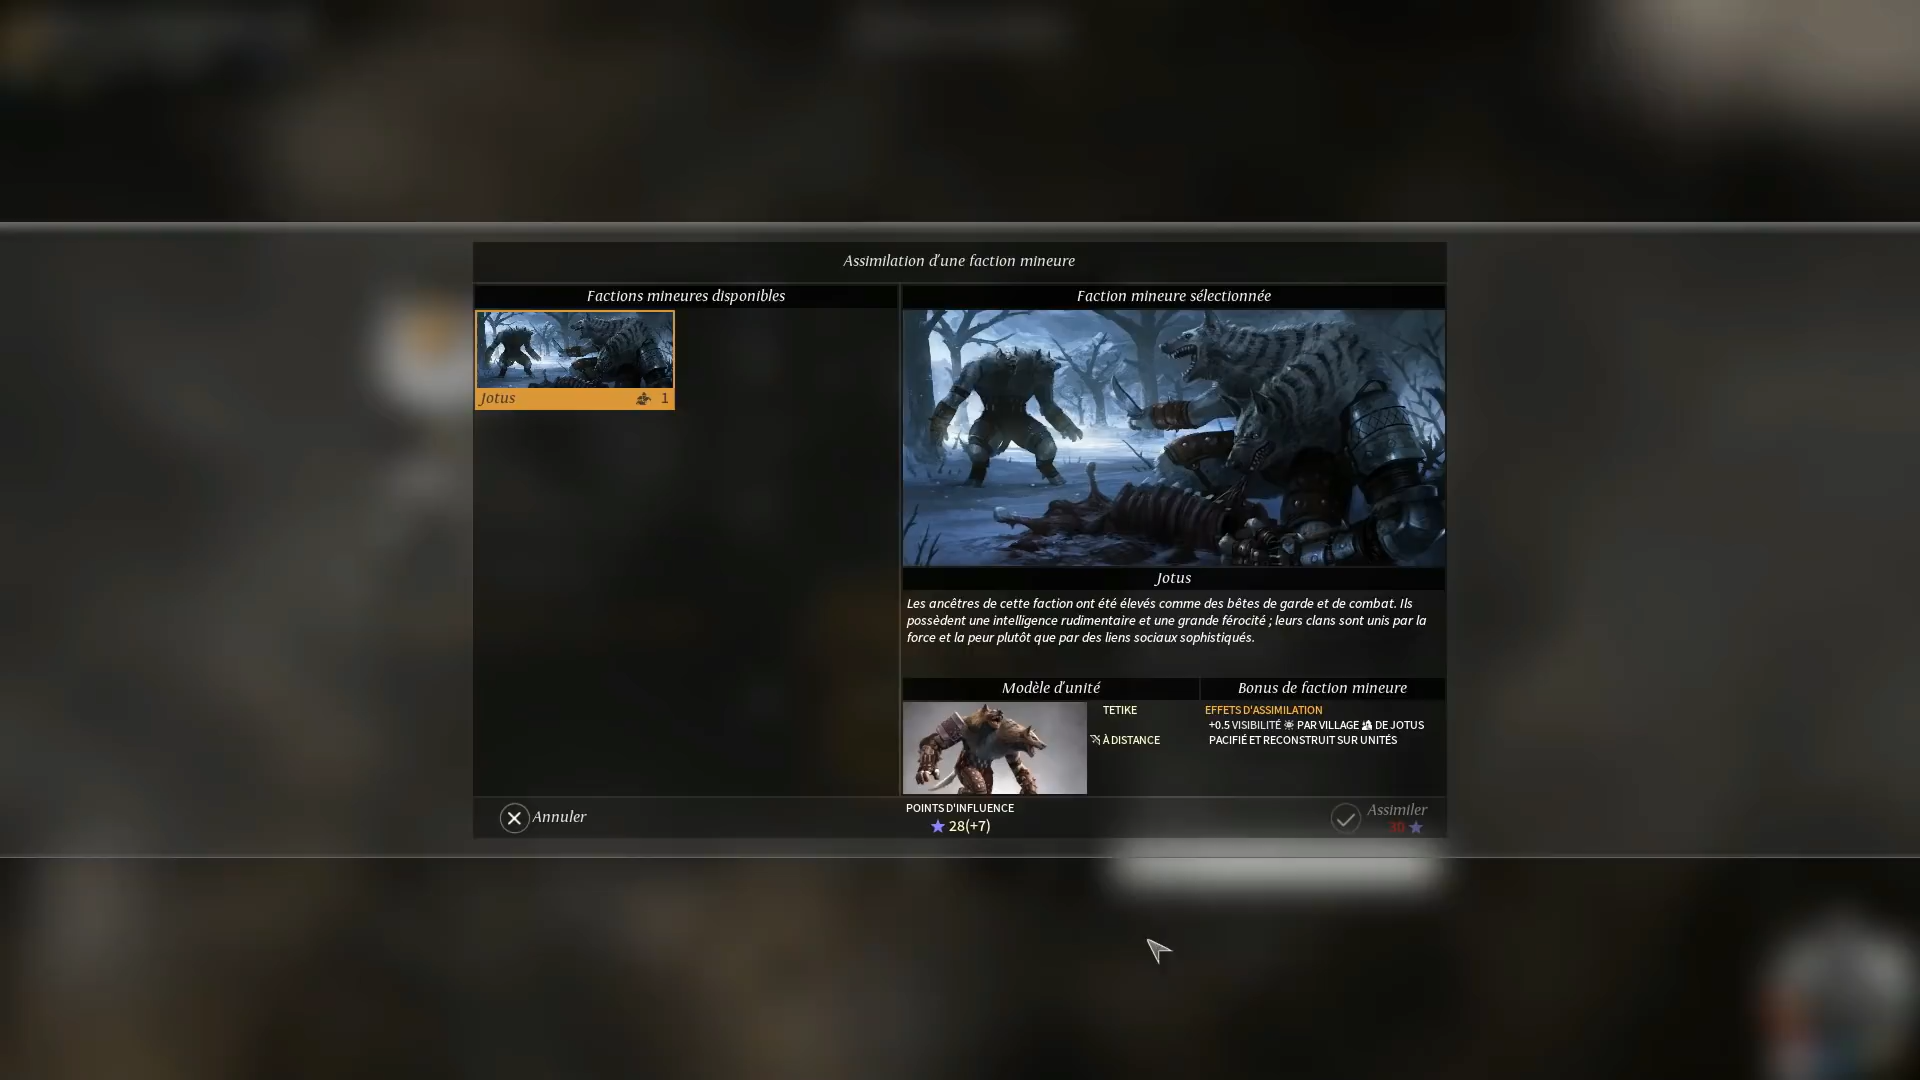 Assimilation d'une faction mineure
Factions mineures disponibles
Jotus 1
Faction mineure sélectionnée
Jotus
Les ancêtres de cette faction ont été élevés comme des bêtes de garde et de combat. Ils
possèdent une intelligence rudimentaire et une grande férocité ; leurs clans sont unis par la
force et la peur plutôt que par des liens sociaux sophistiqués.
Modèle d'unité
TETIKE
À DISTANCE
Bonus de faction mineure
EFFETS D'ASSIMILATION
+0.5 VISIBILITÉ PAR VILLAGE DE JOTUS
PACIFIÉ ET RECONSTRUIT SUR UNITÉS
Annuler
POINTS D'INFLUENCE
28(+7)
Assimiler
30